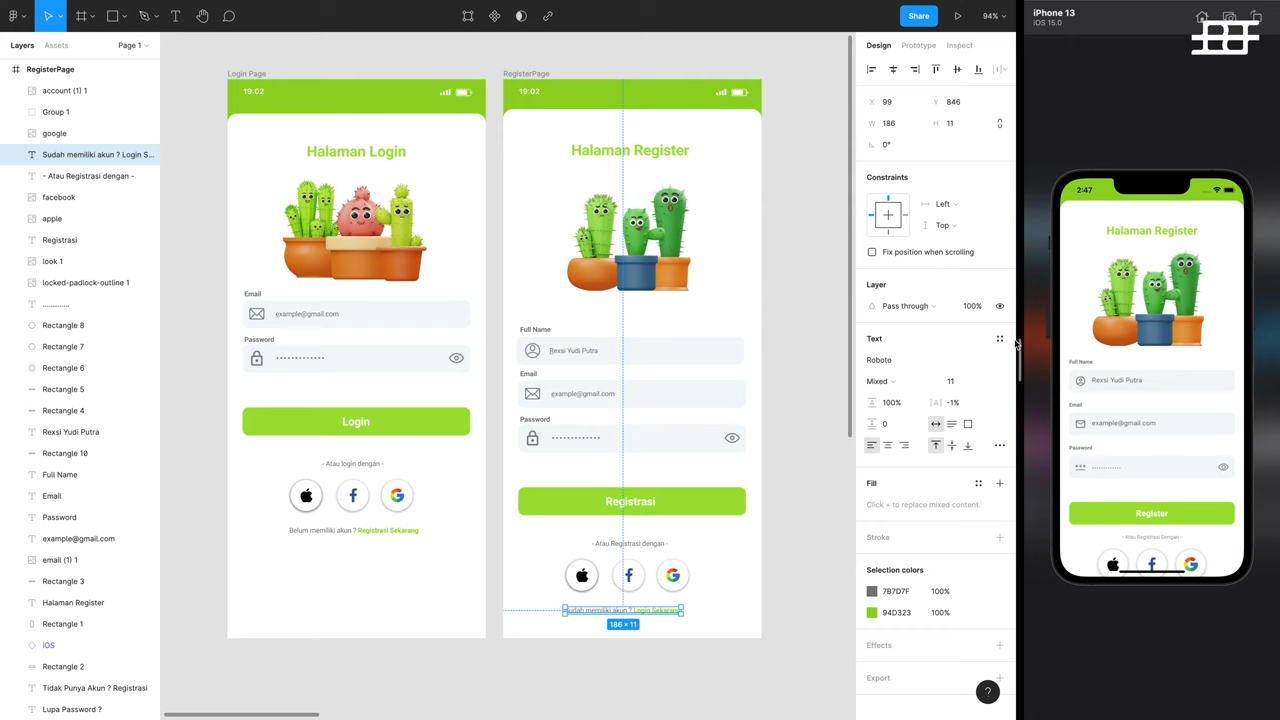 Share
94%
Layers
Assets
Page 1
RegisterPage
account (1) 1
Group 1
google
Sudah memiliki akun ? Login S...
- Atau Registrasi dengan -
facebook
apple
Registrasi
look 1
locked-padlock-outline 1
.............
Rectangle 8
Rectangle 7
Rectangle 6
Rectangle 5
Rectangle 4
Rexsi Yudi Putra
Rectangle 10
Full Name
Email
Password
example@gmail.com
email (1) 1
Rectangle 3
Halaman Register
Rectangle 1
iOS
Rectangle 2
Tidak Punya Akun ? Registrasi
Lupa Password ?
Login Page
19:02
Halaman Login
Email
example@gmail.com
Password
Login
- Atau login dengan -
Belum memiliki akun ? Registrasi Sekarang
RegisterPage
19:02
Halaman Register
Full Name
Rexsi Yudi Putra
Email
example@gmail.com
Password
Registrasi
- Atau Registrasi dengan -
Sudah memiliki akun ? Login Sekarang
186 × 11
Design
Prototype
Inspect
X 99
Y 846
W 186
H 11
0°
Constraints
Left
Top
Fix position when scrolling
Layer
Pass through
100%
Text
Roboto
Mixed
11
100%
-1%
0
Fill
Click + to replace mixed content.
Stroke
Selection colors
7B7D7F 100%
94D323 100%
Effects
Export
?
iPhone 13
iOS 15.0
2:47
Halaman Register
Full Name
Rexsi Yudi Putra
Email
example@gmail.com
Password
Register
- Atau Registrasi Dengan -